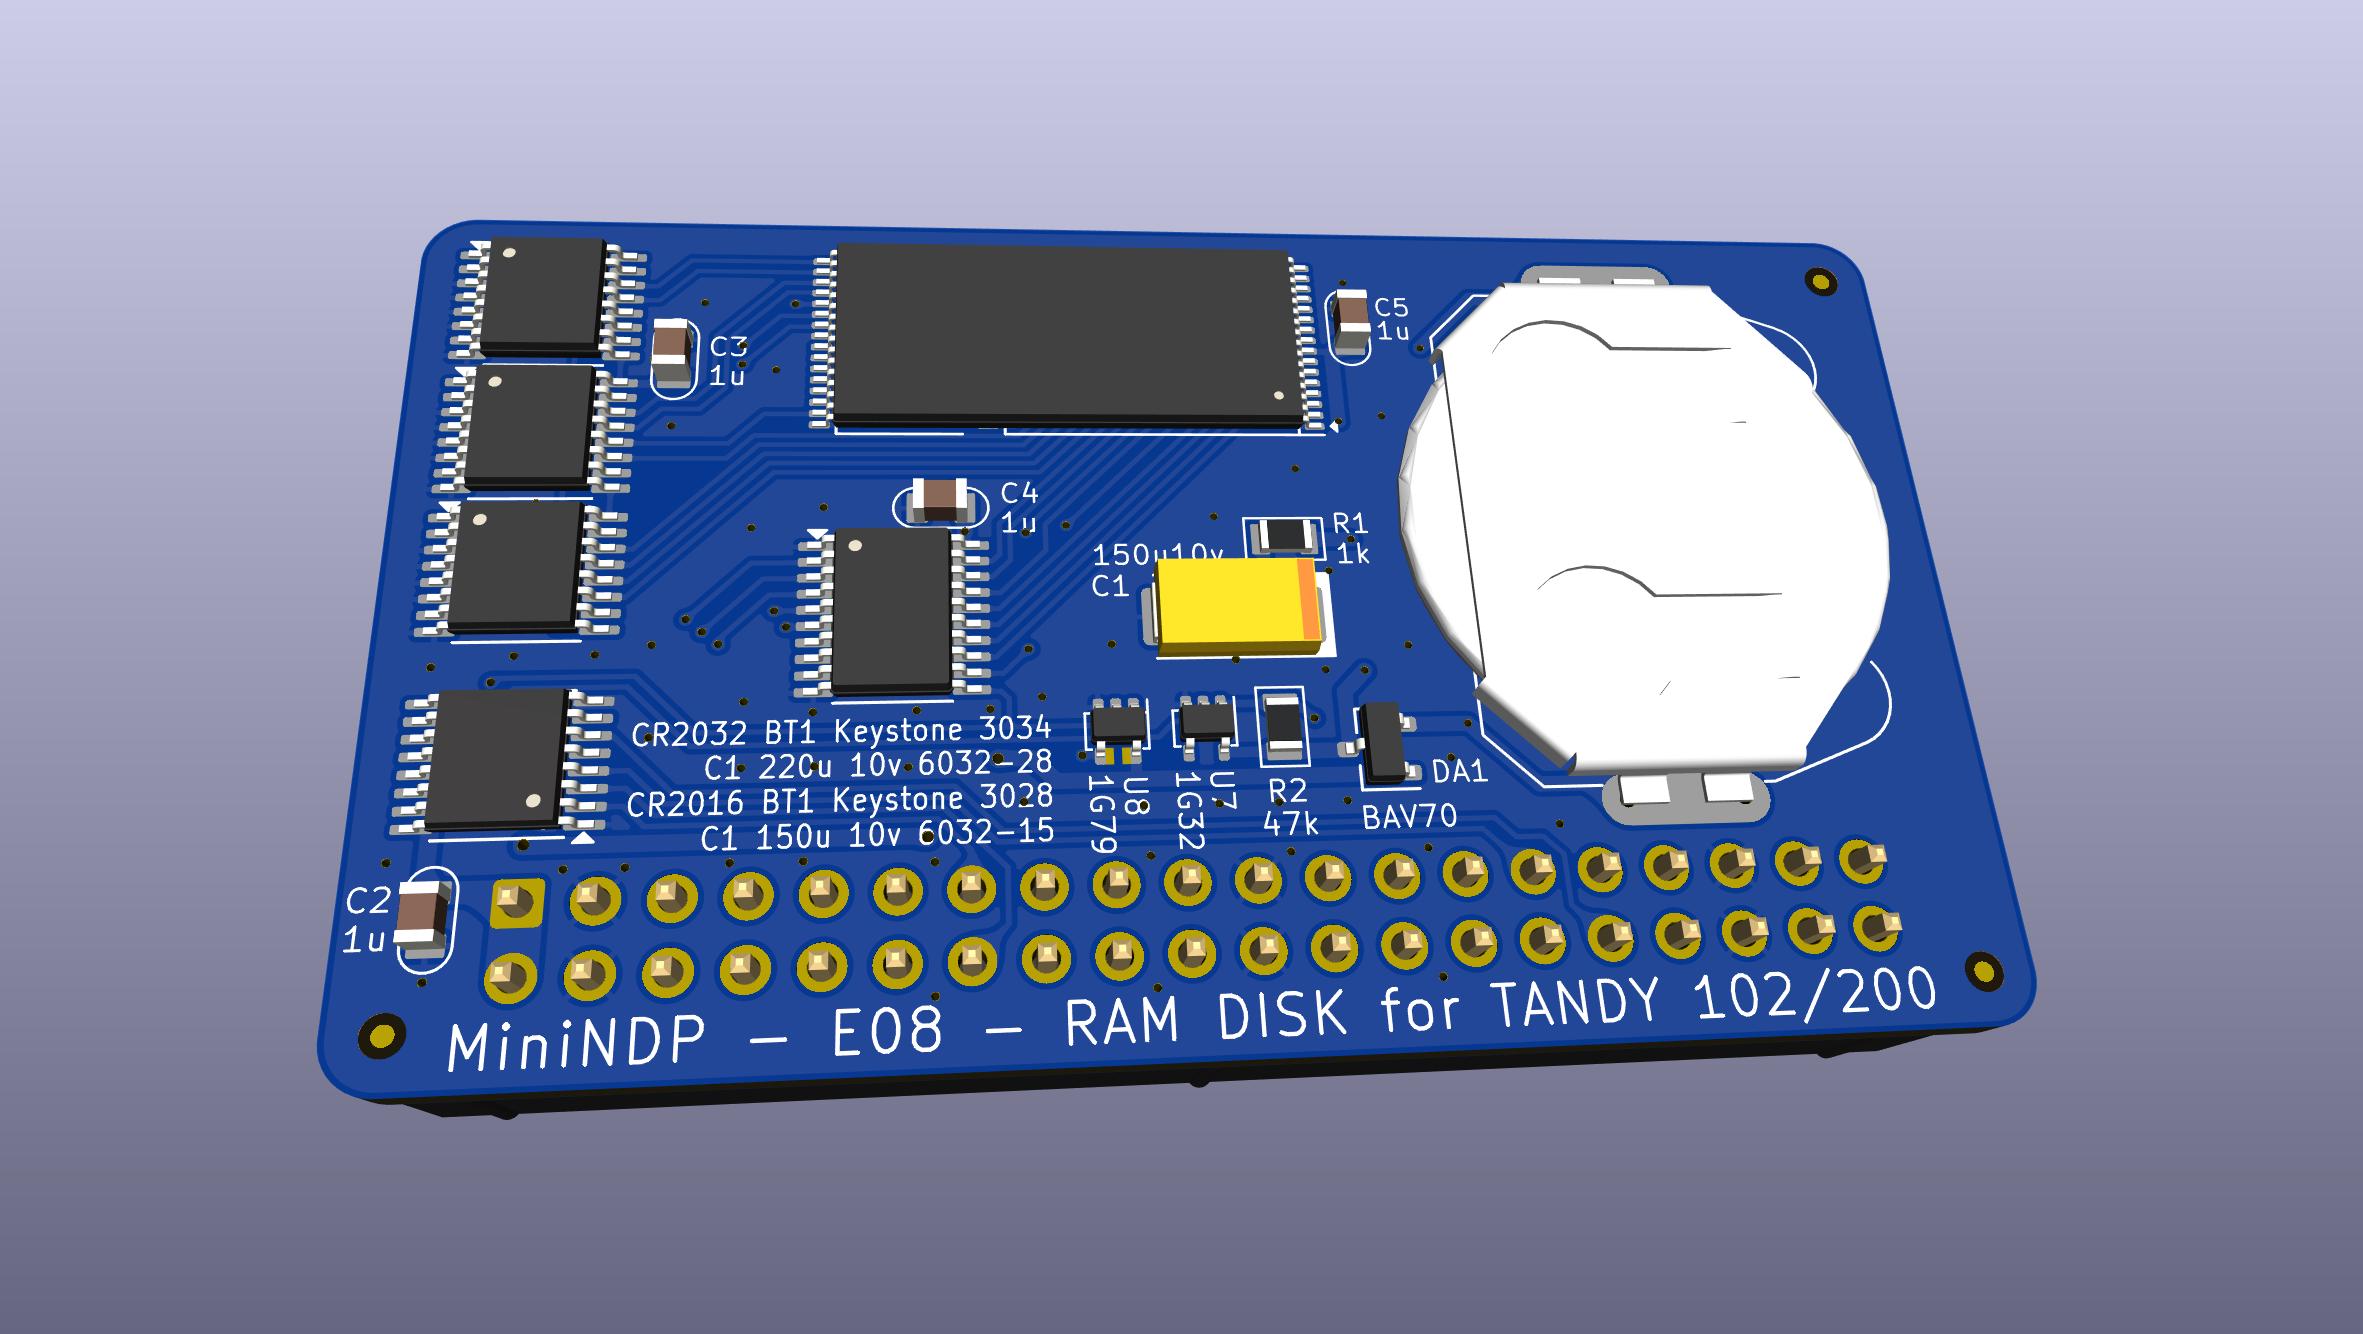 C3
1u
C5
1u
C4
1u
R1
1k
150u10v
C1
CR2032 BT1 Keystone 3034
C1 220u 10v 6032-28
CR2016 BT1 Keystone 3028
C1 150u 10v 6032-15
U8
1G79
U7
1G32
R2
47k
DA1
BAV70
C2
1u
MiniNDP - E08 - RAM DISK for TANDY 102/200